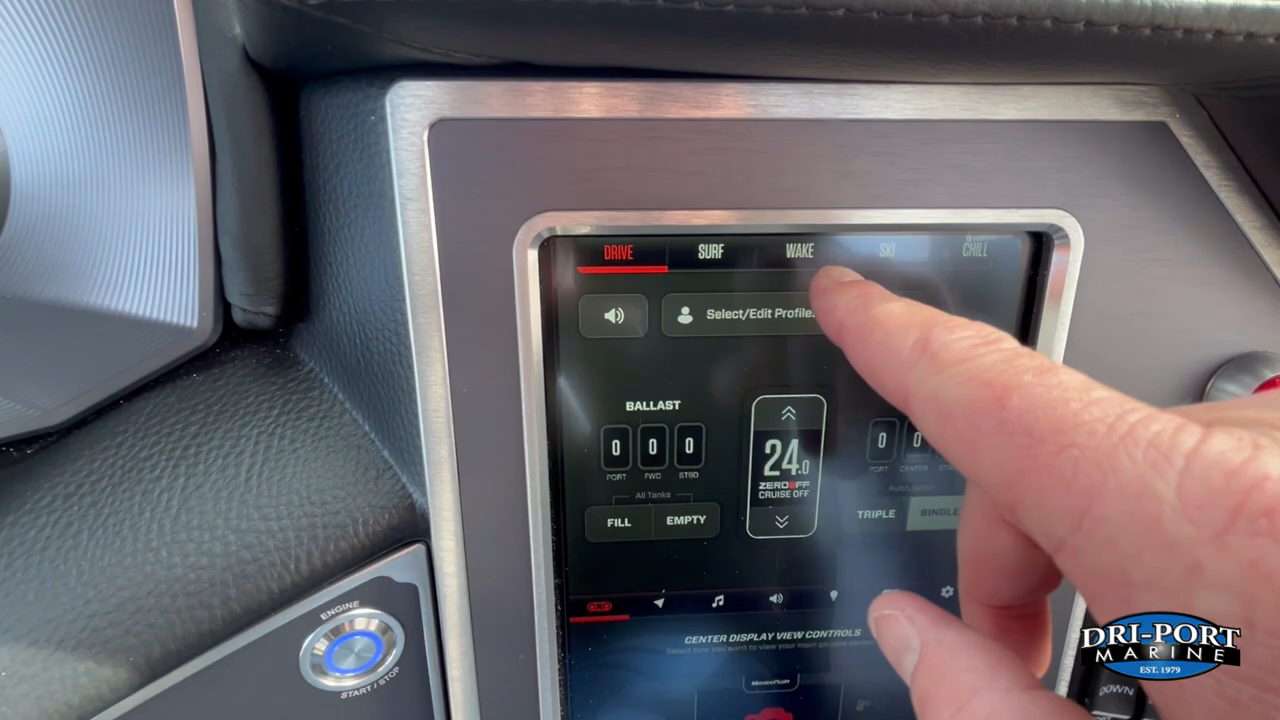 DRIVE SURF WAKE SKI CHILL
Select/Edit Profile
BALLAST
0 0 0
PORT FWD STBD
All Tanks
FILL EMPTY
24.0
ZEROOFF
CRUISE OFF
0 0
PORT CENTER
TRIPLE SINGLE
CENTER DISPLAY VIEW CONTROLS
ENGINE
START / STOP
DOWN
DRI-PORT
MARINE
EST. 1979